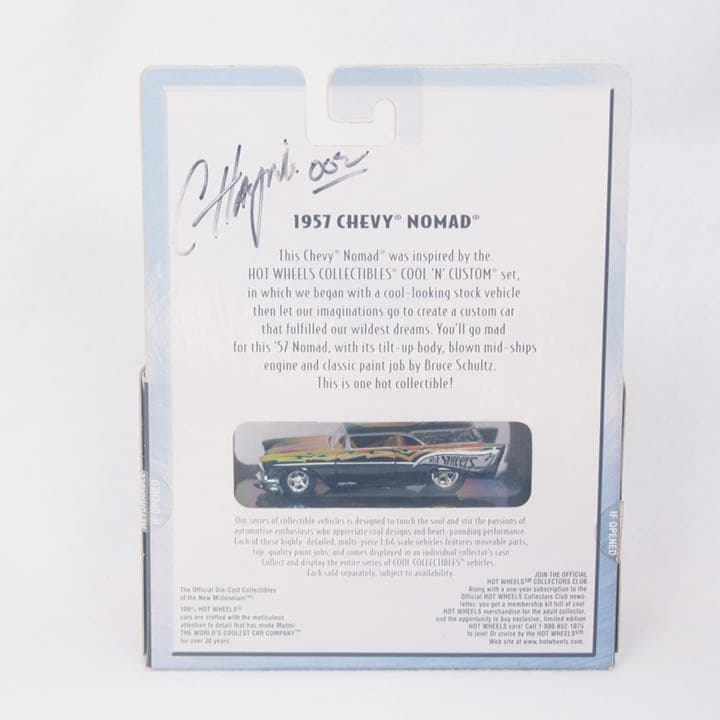 002
1957 CHEVY® NOMAD®
This Chevy® Nomad® was inspired by the
HOT WHEELS COLLECTIBLES® COOL 'N' CUSTOM® set,
in which we began with a cool-looking stock vehicle
then let our imaginations go to create a custom car
that fulfilled our wildest dreams. You'll go mad
for this '57 Nomad, with its tilt-up body, blown mid-ships
engine and classic paint job by Bruce Schultz.
This is one hot collectible!
Wheels
Our series of collectible vehicles is designed to touch the soul and stir the passions of
automotive enthusiasts who appreciate cool designs and heart-pounding performance.
Each of these highly-detailed, multi-piece 1:64 scale vehicles features moveable parts,
top-quality paint jobs; and comes displayed in an individual collector's case.
Collect and display the entire series of COOL COLLECTIBLES® vehicles.
Each sold separately, subject to availability.
The Official Die-Cast Collectibles
of the New Millennium™!
100% HOT WHEELS®
cars are crafted with the meticulous
attention to detail that has made Mattel
THE WORLD'S COOLEST CAR COMPANY™
for over 30 years.
JOIN THE OFFICIAL
HOT WHEELS℠ COLLECTORS CLUB
Along with a one-year subscription to the
Official HOT WHEELS Collectors Club news-
letter, you get a membership kit full of cool
HOT WHEELS merchandise for the adult collector,
and the opportunity to buy exclusive, limited edition
HOT WHEELS cars! Call 1-800-852-1075
to join! Or cruise by the HOT WHEELS℠
Web site at www.hotwheels.com.
IF OPENED
IF OPENED